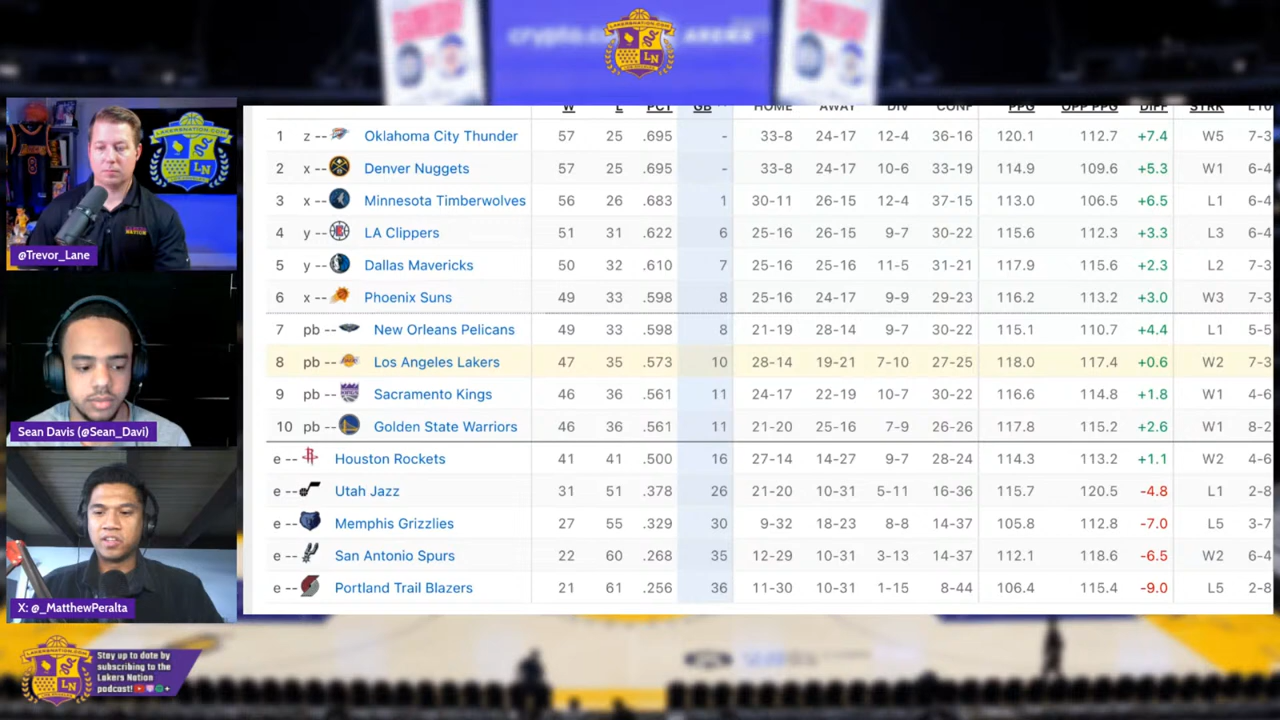 LAKERSNATION.COM
LN
W L PCT GB HOME AWAY DIV CONF PPG OPP PPG DIFF STRK L10
1 z -- Oklahoma City Thunder 57 25 .695 - 33-8 24-17 12-4 36-16 120.1 112.7 +7.4 W5 7-3
2 x -- Denver Nuggets 57 25 .695 - 33-8 24-17 10-6 33-19 114.9 109.6 +5.3 W1 6-4
3 x -- Minnesota Timberwolves 56 26 .683 1 30-11 26-15 12-4 37-15 113.0 106.5 +6.5 L1 6-4
4 y -- LA Clippers 51 31 .622 6 25-16 26-15 9-7 30-22 115.6 112.3 +3.3 L3 6-4
5 y -- Dallas Mavericks 50 32 .610 7 25-16 25-16 11-5 31-21 117.9 115.6 +2.3 L2 7-3
6 x -- Phoenix Suns 49 33 .598 8 25-16 24-17 9-9 29-23 116.2 113.2 +3.0 W3 7-3
7 pb -- New Orleans Pelicans 49 33 .598 8 21-19 28-14 9-7 30-22 115.1 110.7 +4.4 L1 5-5
8 pb -- Los Angeles Lakers 47 35 .573 10 28-14 19-21 7-10 27-25 118.0 117.4 +0.6 W2 7-3
9 pb -- Sacramento Kings 46 36 .561 11 24-17 22-19 10-7 30-22 116.6 114.8 +1.8 W1 4-6
10 pb -- Golden State Warriors 46 36 .561 11 21-20 25-16 7-9 26-26 117.8 115.2 +2.6 W1 8-2
e -- Houston Rockets 41 41 .500 16 27-14 14-27 9-7 28-24 114.3 113.2 +1.1 W2 4-6
e -- Utah Jazz 31 51 .378 26 21-20 10-31 5-11 16-36 115.7 120.5 -4.8 L1 2-8
e -- Memphis Grizzlies 27 55 .329 30 9-32 8-23 8-8 14-37 105.8 112.8 -7.0 L5 3-7
e -- San Antonio Spurs 22 60 .268 35 12-29 10-31 3-13 14-37 112.1 118.6 -6.5 W2 6-4
e -- Portland Trail Blazers 21 61 .256 36 11-30 10-31 1-15 8-44 106.4 115.4 -9.0 L5 2-8
LN
@Trevor_Lane
Sean Davis (@Sean_Davi)
X: @_MatthewPeralta
LN
Stay up to date by
subscribing to the
Lakers Nation
podcast!